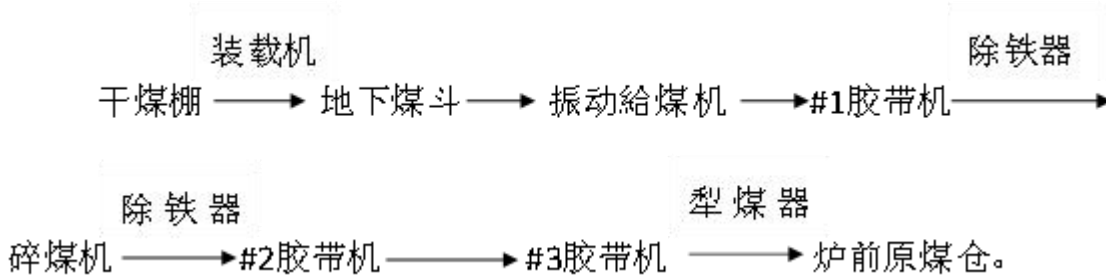 装载机 除铁器
干煤棚 地下煤斗 振动給煤机 #1胶带机
除铁器 犁煤器
碎煤机 #2胶带机 #3胶带机 炉前原煤仓。